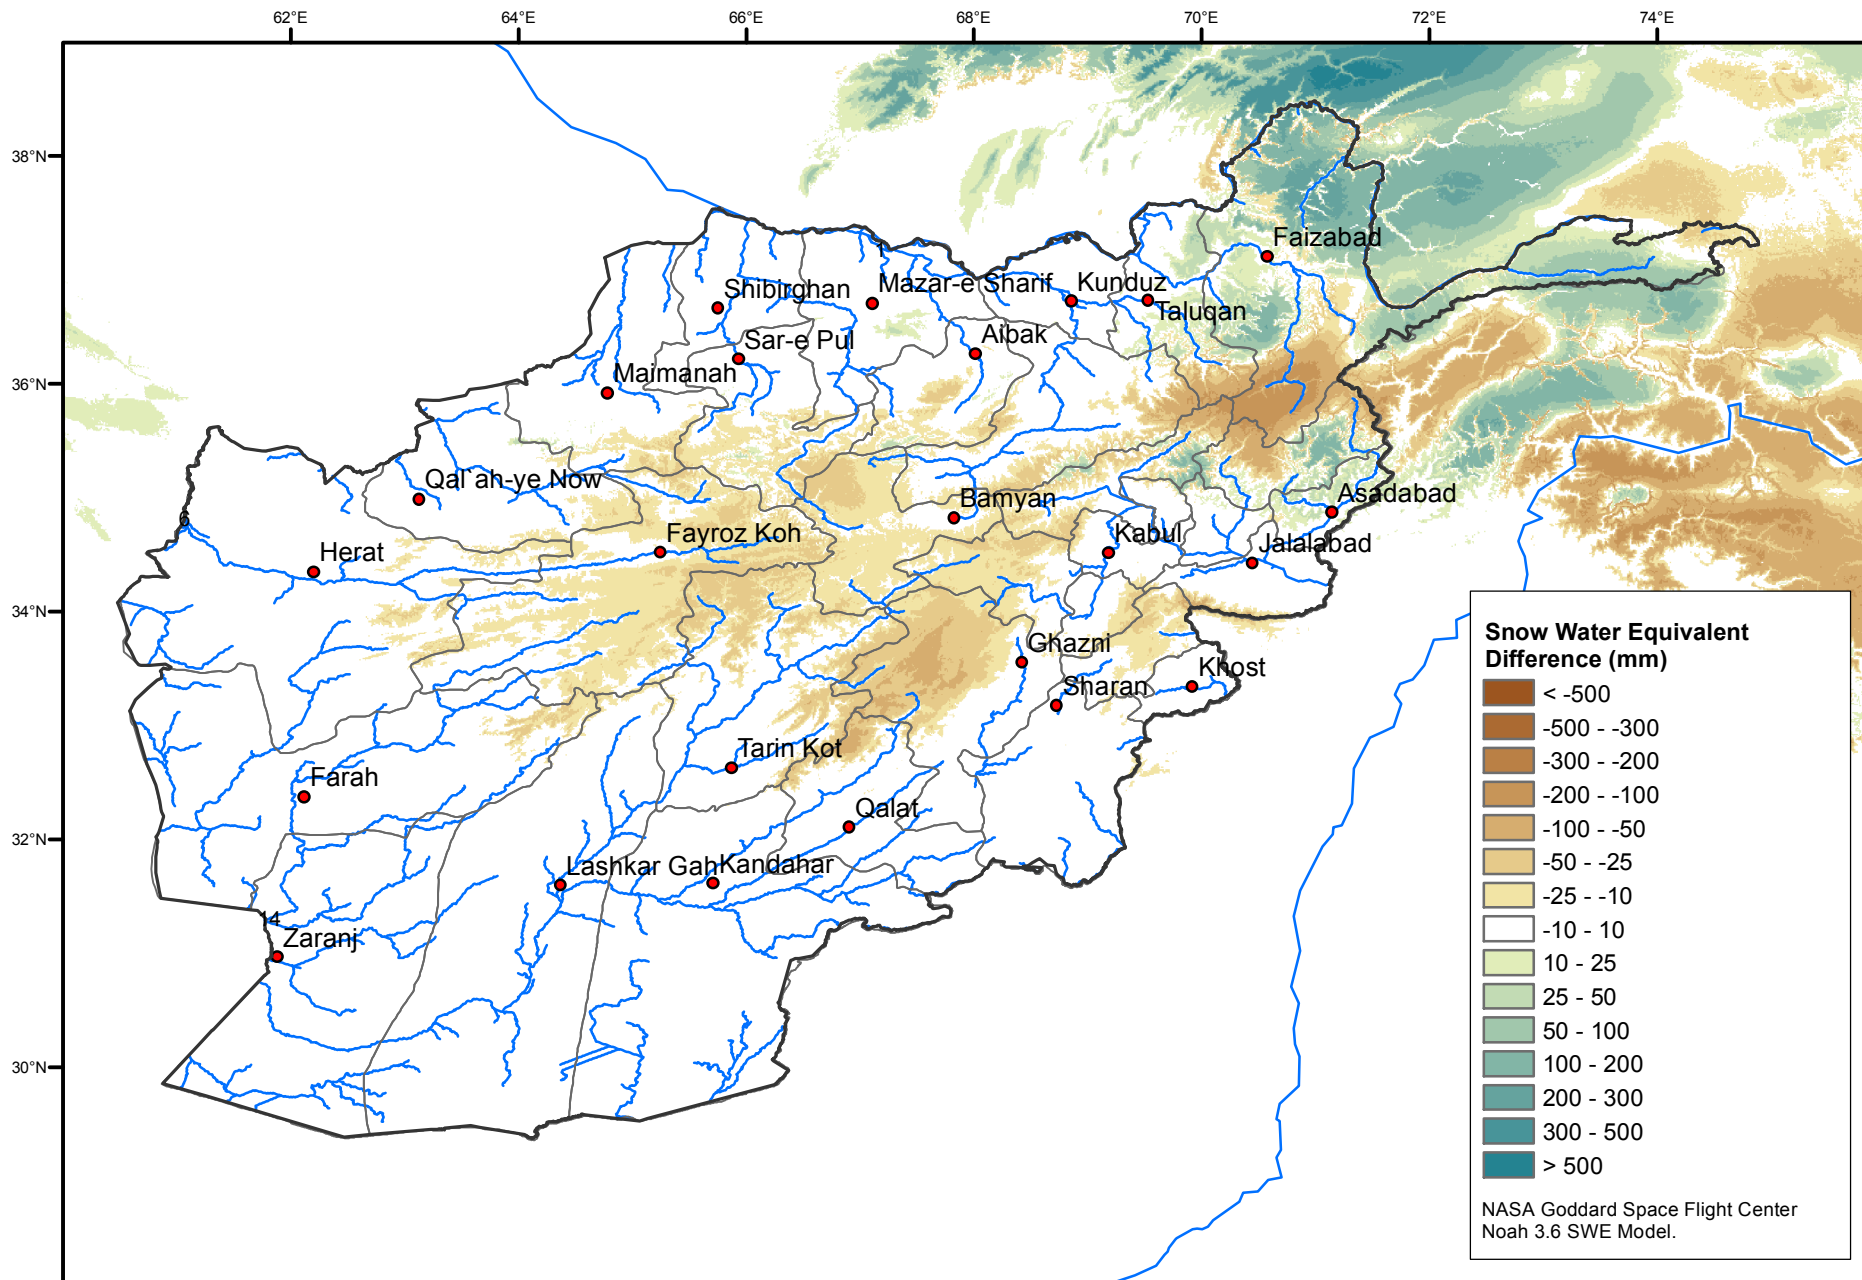 62°E
64°E
66°E
68°E
70°E
72°E
74°E
38°N
36°N
34°N
32°N
30°N
Faizabad
Shibirghan
Mazar-e Sharif
Kunduz
Taluqan
Sar-e Pul
Aibak
Maimanah
Qal ah-ye Now
Bamyan
Asadabad
6
Herat
Fayroz Koh
Kabul
Jalalabad
Ghazni
Khost
Sharan
Tarin Kot
Farah
Qalat
Lashkar Gah
Kandahar
14
Zaranj
Snow Water Equivalent
Difference (mm)
< -500
-500 - -300
-300 - -200
-200 - -100
-100 - -50
-50 - -25
-25 - -10
-10 - 10
10 - 25
25 - 50
50 - 100
100 - 200
200 - 300
300 - 500
> 500
NASA Goddard Space Flight Center
Noah 3.6 SWE Model.